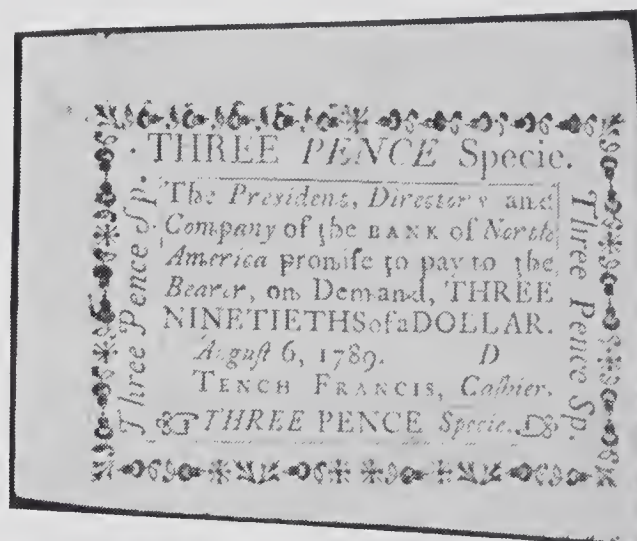 THREE PENCE Specie.
The President, Directors and
Company of the BANK of North
America promiſe to pay to the
Bearer, on Demand, THREE
NINETIETHS of a DOLLAR.
Auguſt 6, 1789. D
TENCH FRANCIS, Caſhier.
THREE PENCE Specie.
Three Pence Sp.
Three Pence Sp.